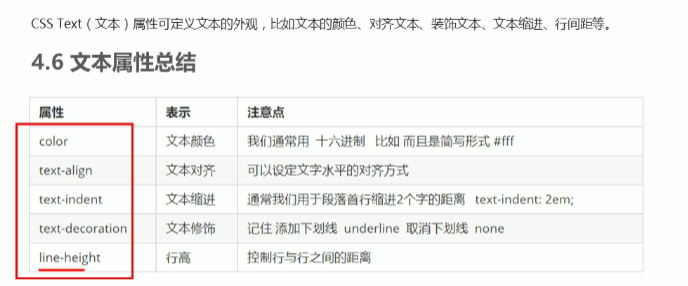 CSS Text（文本）属性可定义文本的外观，比如文本的颜色、对齐文本、装饰文本、文本缩进、行间距等。
4.6 文本属性总结
属性 表示 注意点
color 文本颜色 我们通常用 十六进制 比如 而且是简写形式 #fff
text-align 文本对齐 可以设定文字水平的对齐方式
text-indent 文本缩进 通常我们用于段落首行缩进2个字的距离 text-indent: 2em;
text-decoration 文本修饰 记住 添加下划线 underline 取消下划线 none
line-height 行高 控制行与行之间的距离